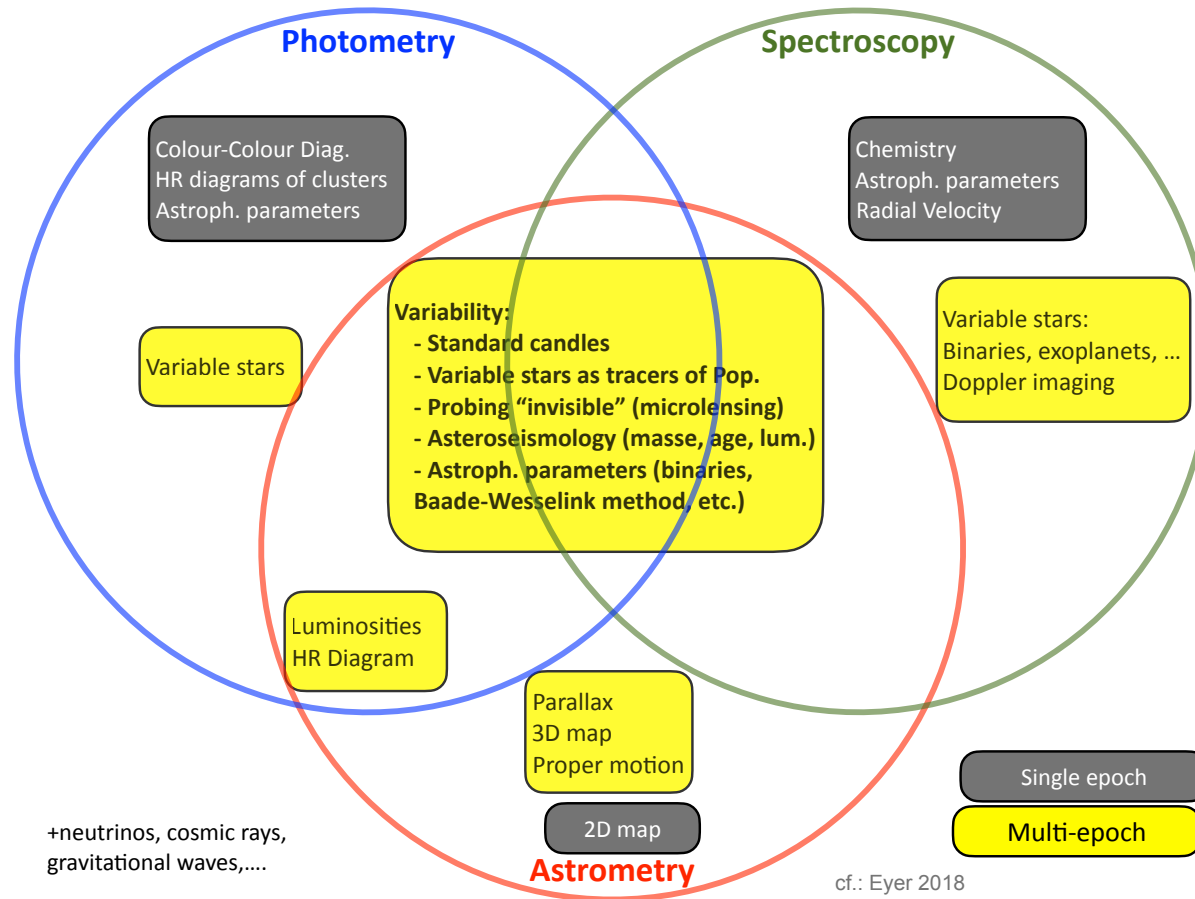 Photometry
Spectroscopy
Colour-Colour Diag.
HR diagrams of clusters
Astroph. parameters
Chemistry
Astroph. parameters
Radial Velocity
Variability:
- Standard candles
- Variable stars as tracers of Pop.
- Probing “invisible” (microlensing)
- Asteroseismology (masse, age, lum.)
- Astroph. parameters (binaries,
Baade-Wesselink method, etc.)
Variable stars
Variable stars:
Binaries, exoplanets, ...
Doppler imaging
Luminosities
HR Diagram
Parallax
3D map
Proper motion
2D map
Single epoch
Multi-epoch
+neutrinos, cosmic rays,
gravitational waves,....
Astrometry
cf.: Eyer 2018